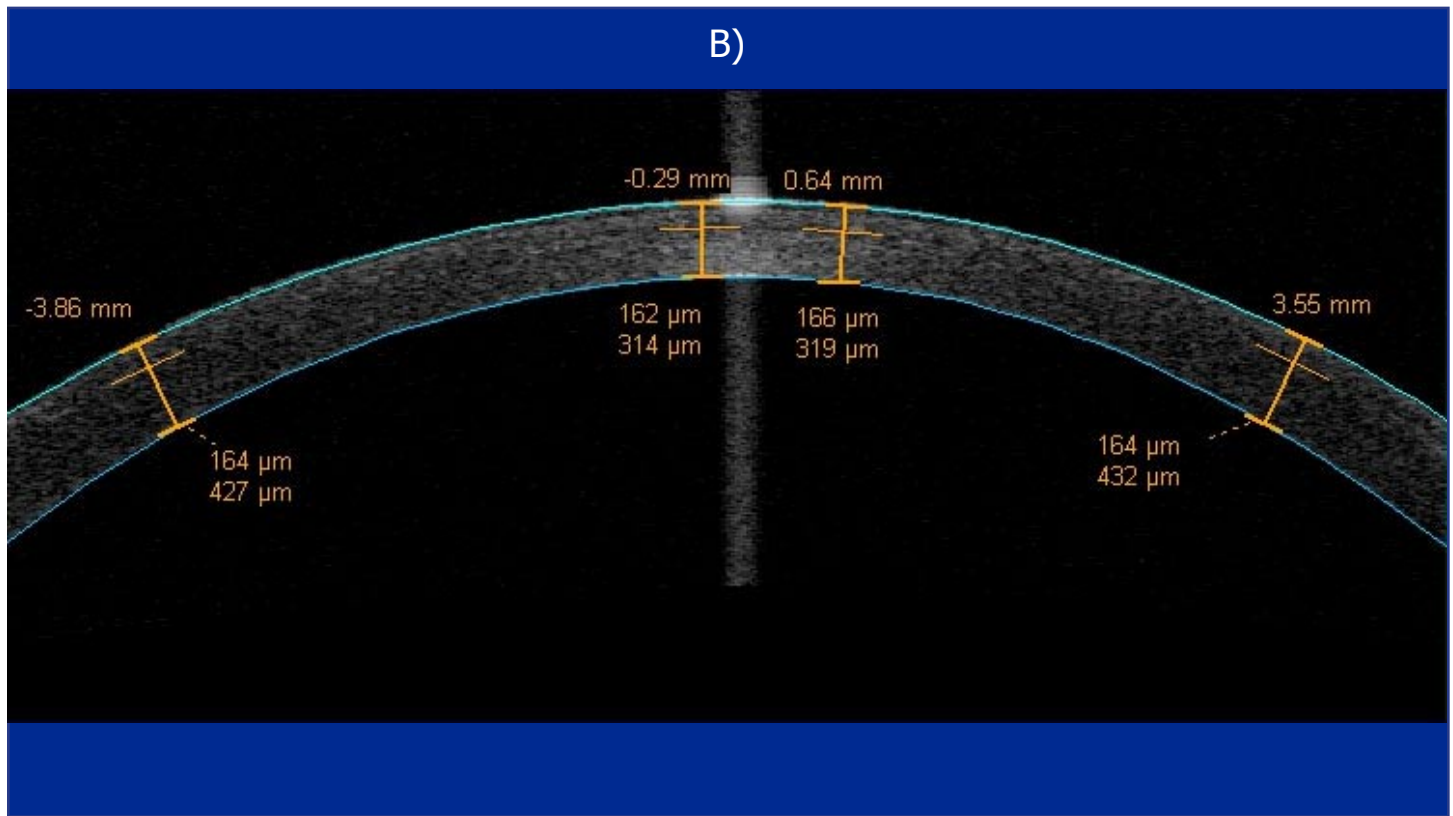 B)
-0.29 mm
0.64 mm
-3.86 mm
3.55 mm
162 µm
314 µm
166 µm
319 µm
164 µm
427 µm
164 µm
432 µm